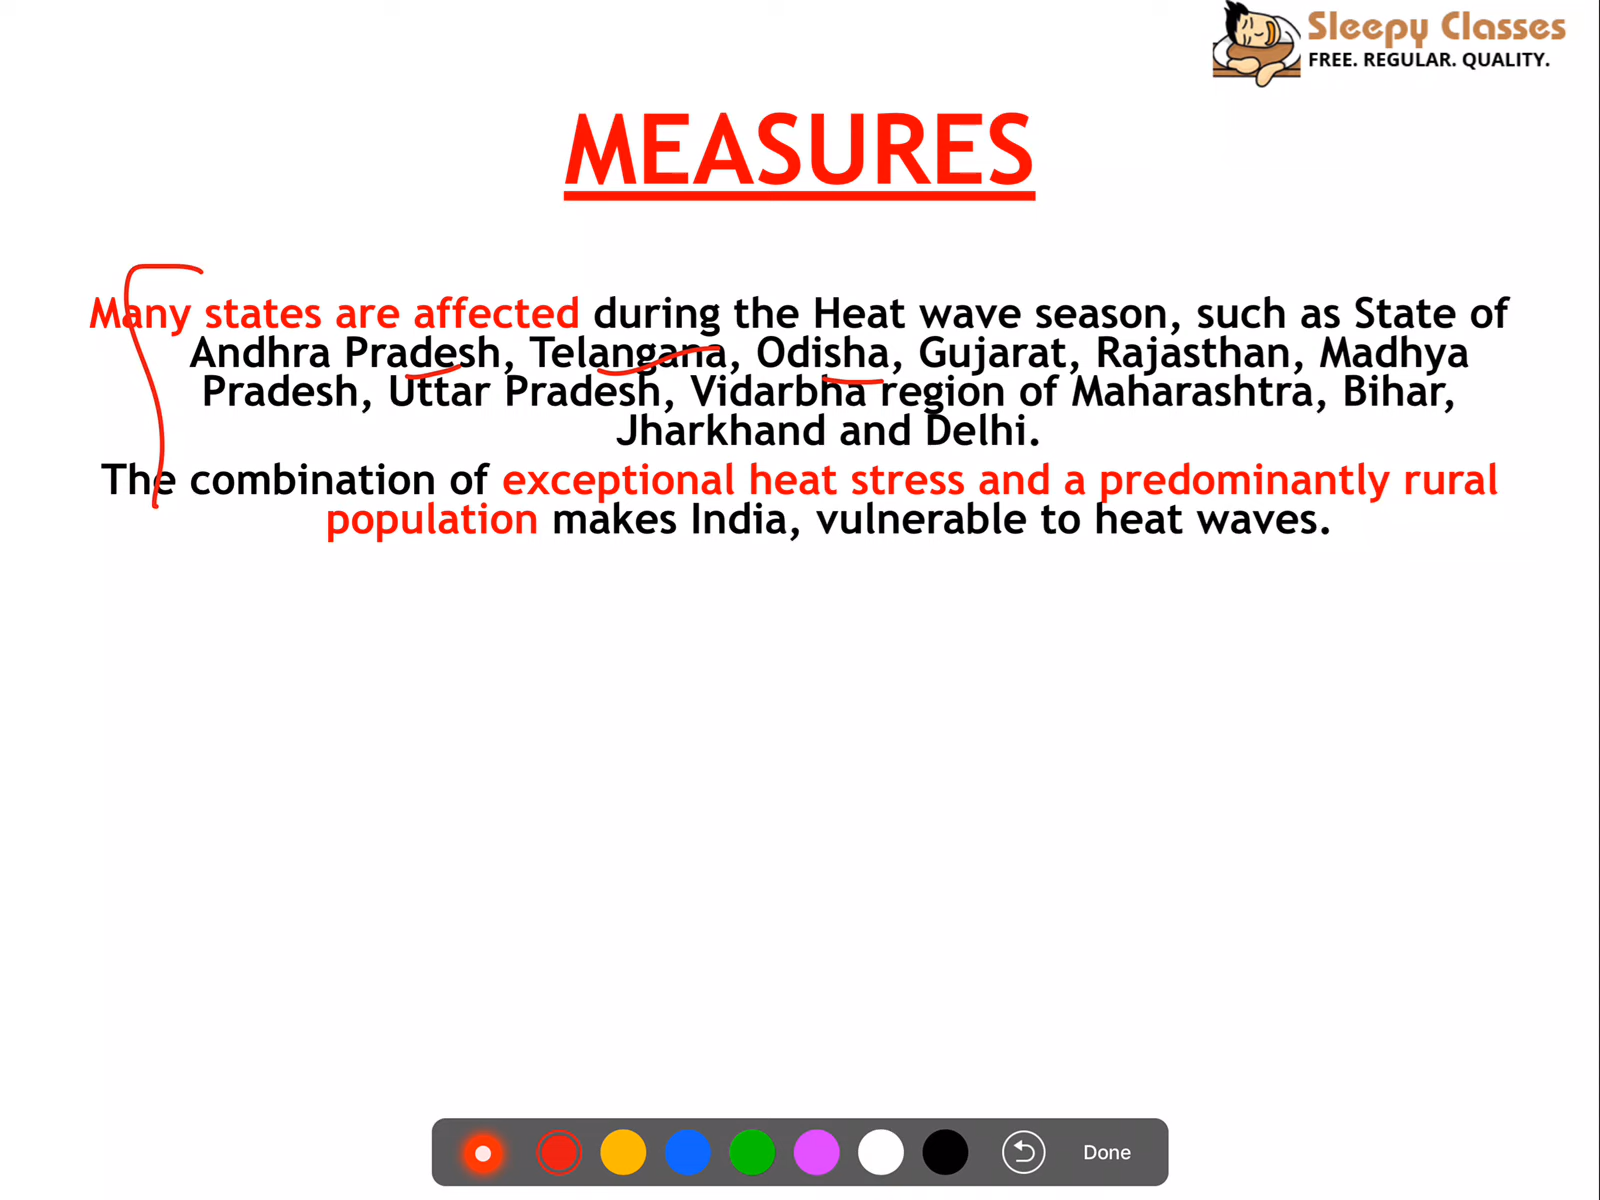 Sleepy Classes
FREE. REGULAR. QUALITY.
MEASURES
Many states are affected during the Heat wave season, such as State of
Andhra Pradesh, Telangana, Odisha, Gujarat, Rajasthan, Madhya
Pradesh, Uttar Pradesh, Vidarbha region of Maharashtra, Bihar,
Jharkhand and Delhi.
The combination of exceptional heat stress and a predominantly rural
population makes India, vulnerable to heat waves.
Done